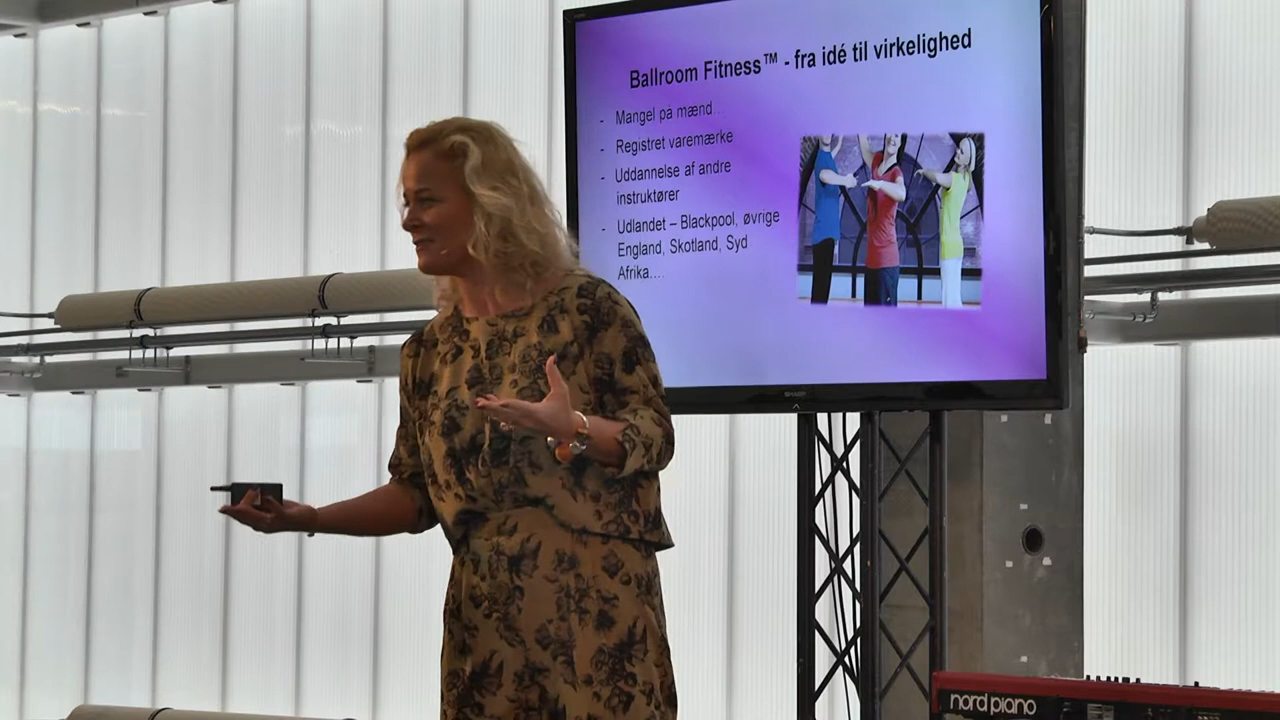 Ballroom Fitness™ - fra idé til virkelighed
- Mangel på mænd..
- Registret varemærke
- Uddannelse af andre
instruktører
- Udlandet – Blackpool, øvrige
England, Skotland, Syd
Afrika....
SHARP
nord piano